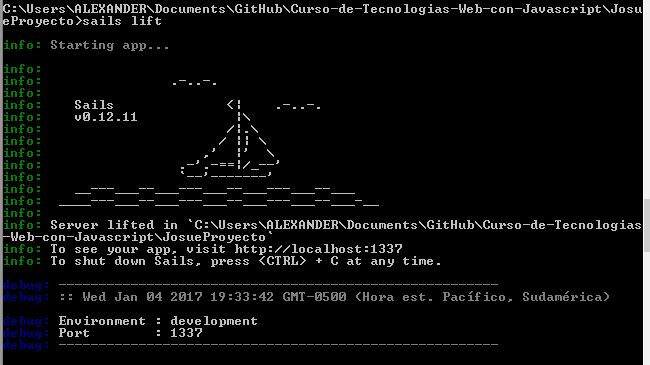 C:\Users\ALEXANDER\Documents\GitHub\Curso-de-Tecnologias-Web-con-Javascript\Josu
eProyecto>sails lift
info: Starting app...
info:
info:                .-..-.
info:
info:    Sails              <|    .-..-.
info:    v0.12.11            |\
info:                       /|.\
info:                      / || \
info:                    ,'  |'  \
info:                 .-'.-==|/_--'
info:                 `--'-------'
info:    __---___--___---___--___---___--___
info:  ____---___--___---___--___---___--___-__
info:
info: Server lifted in `C:\Users\ALEXANDER\Documents\GitHub\Curso-de-Tecnologias
-Web-con-Javascript\JosueProyecto`
info: To see your app, visit http://localhost:1337
info: To shut down Sails, press <CTRL> + C at any time.
debug: -------------------------------------------------------
debug: :: Wed Jan 04 2017 19:33:42 GMT-0500 (Hora est. Pacífico, Sudamérica)
debug: Environment : development
debug: Port        : 1337
debug: -------------------------------------------------------